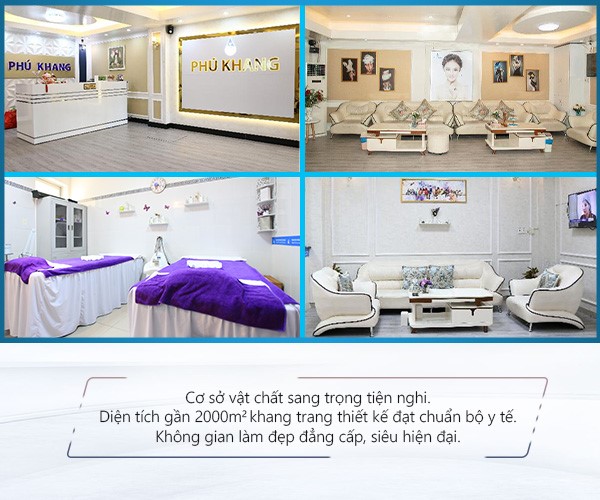 PHÚ KHANG
PHÚ KHANG
Cơ sở vật chất sang trọng tiện nghi.
Diện tích gần 2000m² khang trang thiết kế đạt chuẩn bộ y tế.
Không gian làm đẹp đẳng cấp, siêu hiện đại.